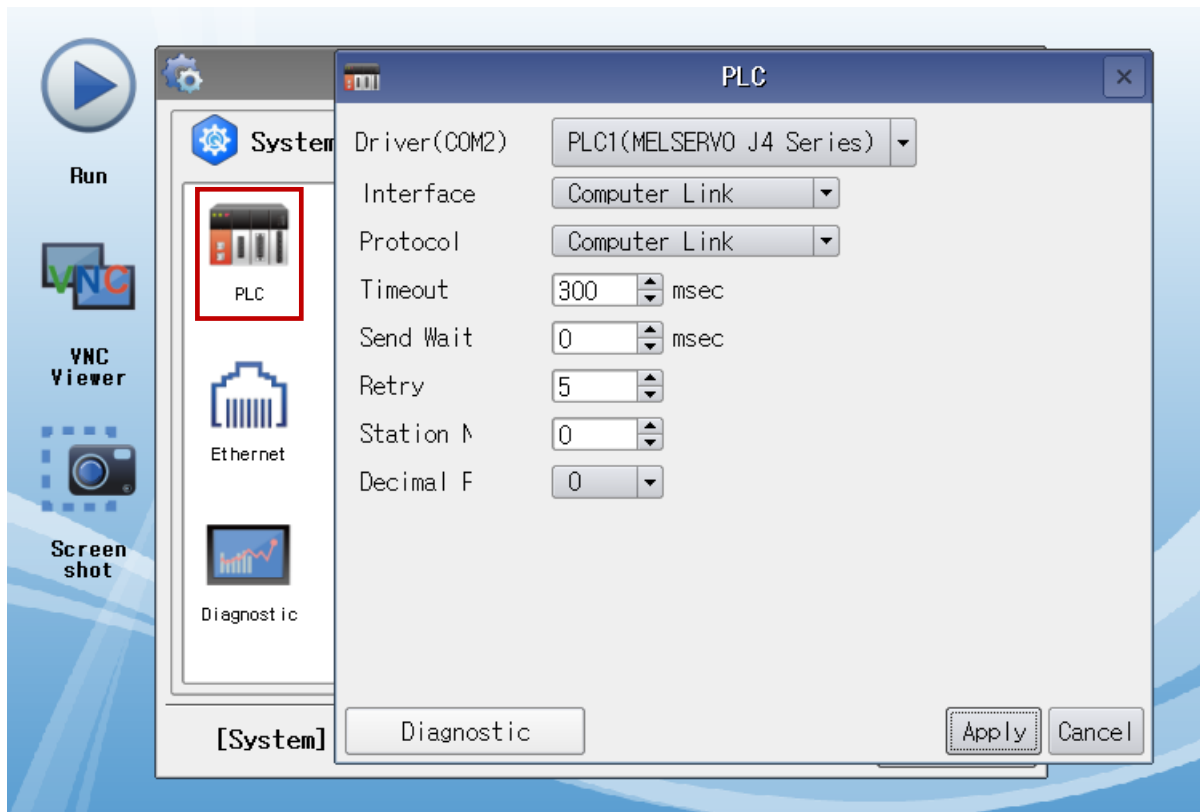 Run
VNC
VNC
Viewer
Screen
shot
System
PLC
Ethernet
Diagnostic
[System]
PLC
Driver(COM2) PLC1(MELSERVO J4 Series)
Interface Computer Link
Protocol Computer Link
Timeout 300 msec
Send Wait 0 msec
Retry 5
Station N 0
Decimal P 0
Diagnostic Apply Cancel